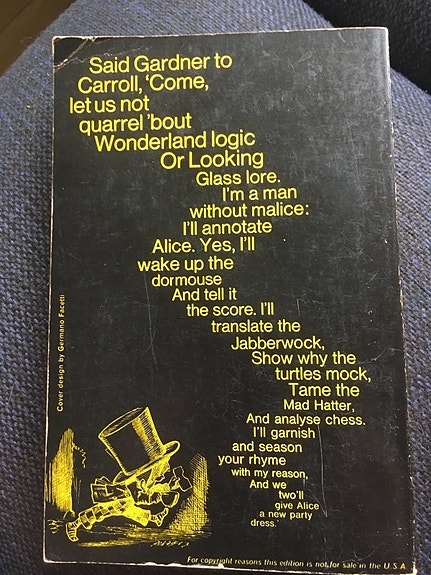 Said Gardner to
Carroll, 'Come,
let us not
quarrel 'bout
Wonderland logic
Or Looking
Glass lore.
I'm a man
without malice:
I'll annotate
Alice. Yes, I'll
wake up the
dormouse
And tell it
the score. I'll
translate the
Jabberwock,
Show why the
turtles mock,
Tame the
Mad Hatter,
And analyse chess.
I'll garnish
and season
your rhyme
with my reason,
And we
two'll
give Alice
a new party
dress.'
Cover design by Germano Facetti
For copyright reasons this edition is not for sale in the U.S.A